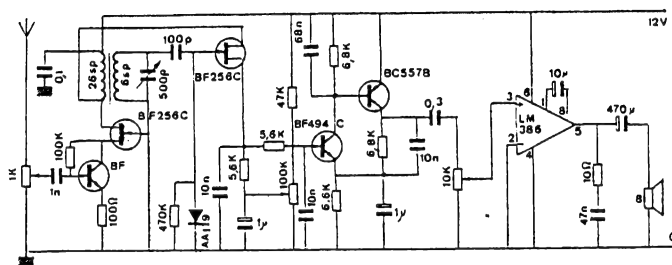 12V
100p
BF256C
68n
6,8K
BC557B
0,1
26sp
6sp
500p
BF256C
47K
BF494 C
0,3
10µ
6
1
8
3
LM
386
2
4
5
470µ
100K
BF
5,6K
6,8K
10n
1K
1n
100Ω
470K
AA119
10n
5,6K
1µ
100K
10n
6.6K
1µ
10K
10Ω
47n
8